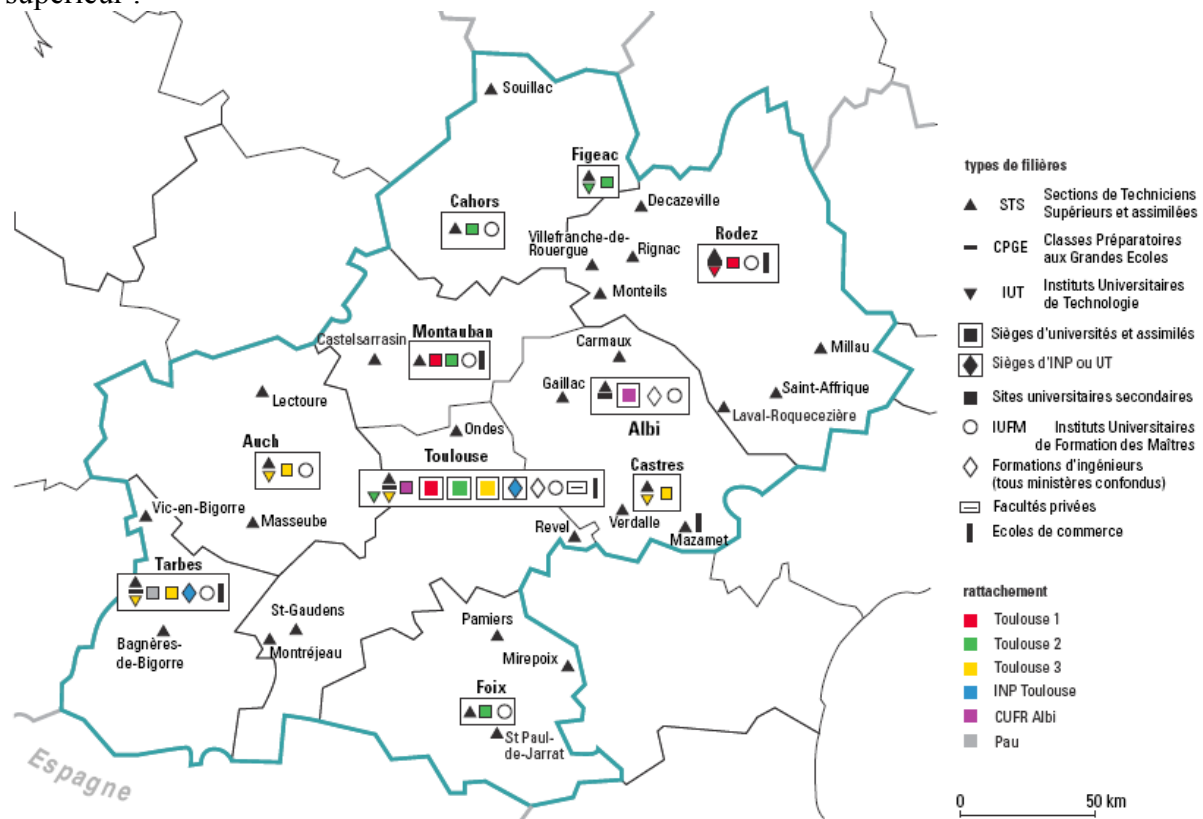 supérieur ?
Souillac
Figeac
Decazeville
Cahors
Villefranche-de-
Rouergue
Rignac
Rodez
Monteils
Castelsarrasin
Montauban
Carmaux
Millau
Gaillac
Saint-Affrique
Lectoure
Laval-Roquecezière
Albi
Ondes
Auch
Toulouse
Castres
Vic-en-Bigorre
Masseube
Revel
Verdalle
Mazamet
Tarbes
St-Gaudens
Pamiers
Bagnères-
de-Bigorre
Montréjeau
Mirepoix
Foix
St Paul-
de-Jarrat
Espagne
types de filières
STS Sections de Techniciens
Supérieurs et assimilées
CPGE Classes Préparatoires
aux Grandes Ecoles
IUT Instituts Universitaires
de Technologie
Sièges d'universités et assimilés
Sièges d'INP ou UT
Sites universitaires secondaires
IUFM Instituts Universitaires
de Formation des Maîtres
Formations d'ingénieurs
(tous ministères confondus)
Facultés privées
Ecoles de commerce
rattachement
Toulouse 1
Toulouse 2
Toulouse 3
INP Toulouse
CUFR Albi
Pau
0 50 km